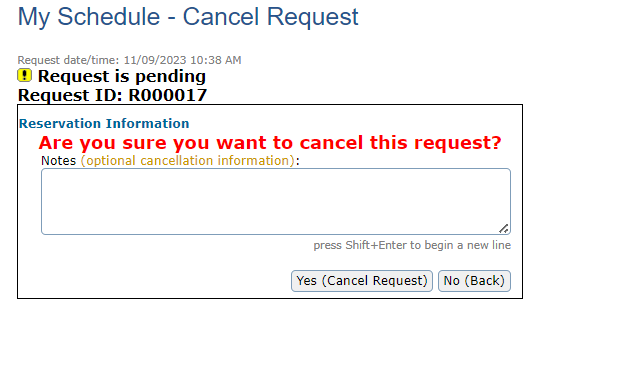 My Schedule - Cancel Request
Request date/time: 11/09/2023 10:38 AM
! Request is pending
Request ID: R000017
Reservation Information
Are you sure you want to cancel this request?
Notes (optional cancellation information):
press Shift+Enter to begin a new line
Yes (Cancel Request) No (Back)